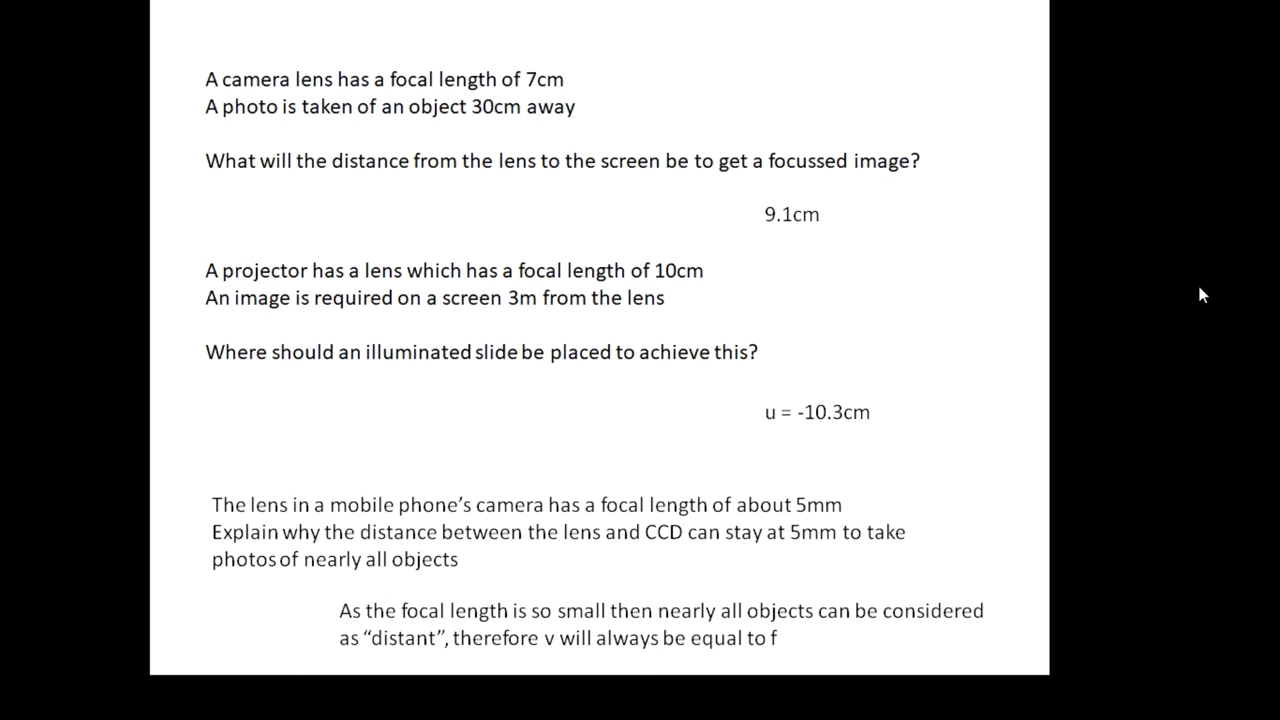 A camera lens has a focal length of 7cm
A photo is taken of an object 30cm away
What will the distance from the lens to the screen be to get a focussed image?
9.1cm
A projector has a lens which has a focal length of 10cm
An image is required on a screen 3m from the lens
Where should an illuminated slide be placed to achieve this?
u = -10.3cm
The lens in a mobile phone’s camera has a focal length of about 5mm
Explain why the distance between the lens and CCD can stay at 5mm to take
photos of nearly all objects
As the focal length is so small then nearly all objects can be considered
as “distant”, therefore v will always be equal to f